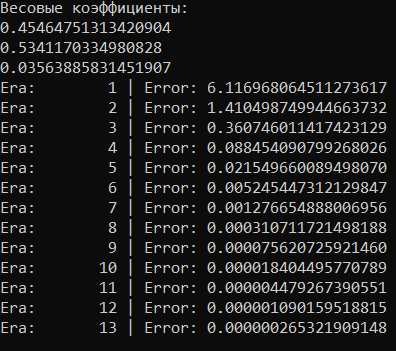 Весовые коэффициенты:
0.45464751313420904
0.5341170334980828
0.03563885831451907
Era:        1 | Error: 6.116968064511273617
Era:        2 | Error: 1.410498749944663732
Era:        3 | Error: 0.360746011417423129
Era:        4 | Error: 0.088454090799268026
Era:        5 | Error: 0.021549660089498070
Era:        6 | Error: 0.005245447312129847
Era:        7 | Error: 0.001276654888006956
Era:        8 | Error: 0.000310711721498188
Era:        9 | Error: 0.000075620725921460
Era:       10 | Error: 0.000018404495770789
Era:       11 | Error: 0.000004479267390551
Era:       12 | Error: 0.000001090159518815
Era:       13 | Error: 0.000000265321909148